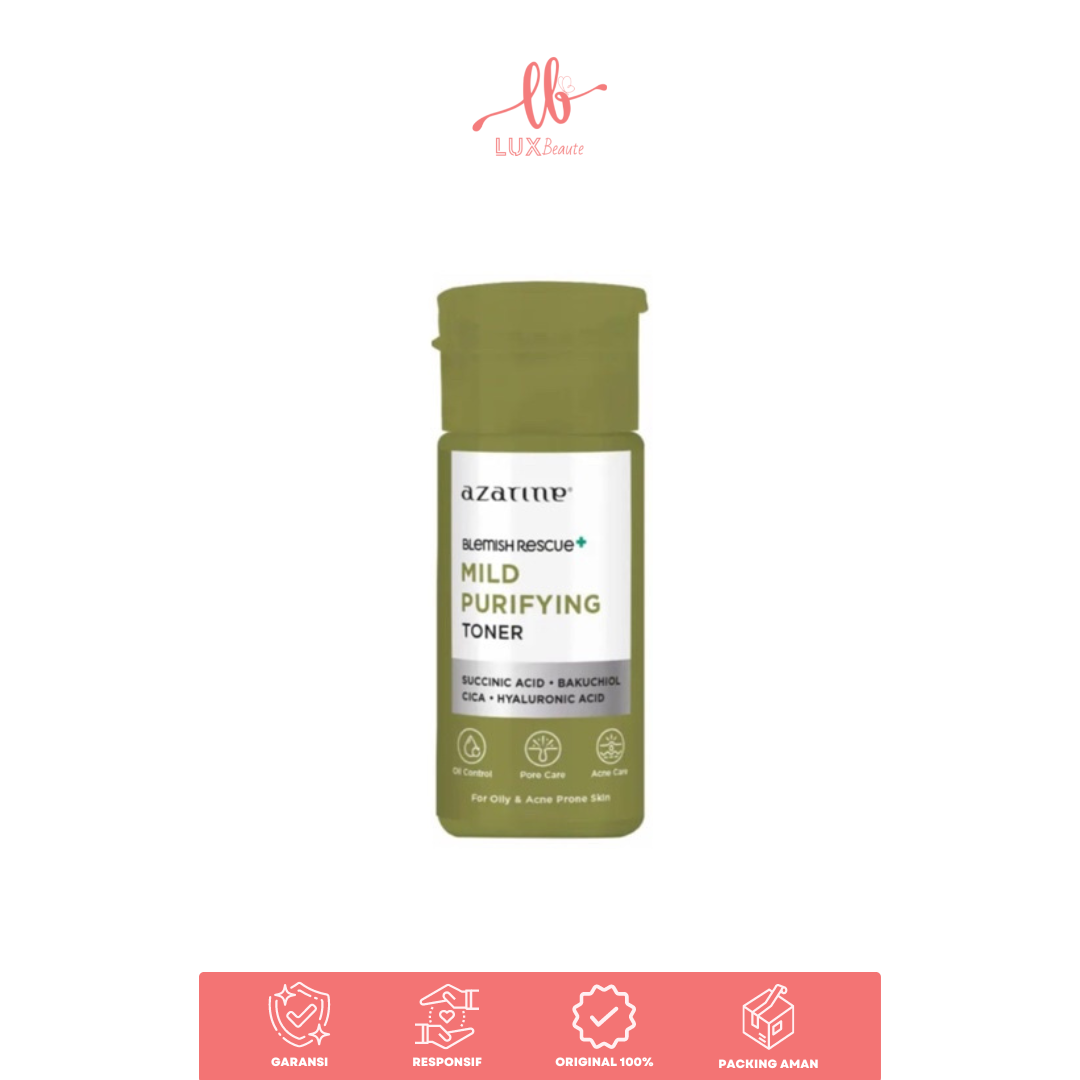 lb
LUX Beaute
azarine
BLEMISH RESCUE+
MILD
PURIFYING
TONER
SUCCINIC ACID • BAKUCHIOL
CICA • HYALURONIC ACID
Oil Control
Pore Care
Acne Care
For Oily & Acne Prone Skin
GARANSI
RESPONSIF
ORIGINAL 100%
PACKING AMAN